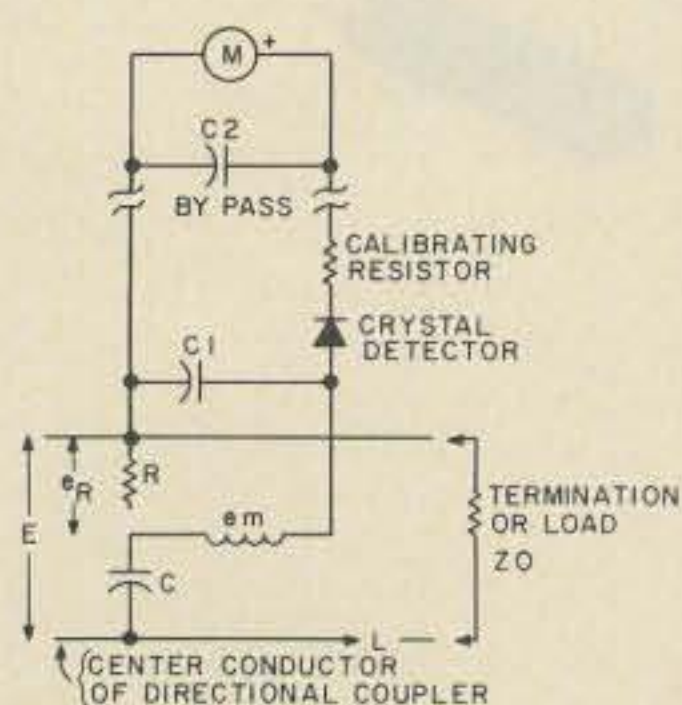 M +
C2
BY PASS
CALIBRATING
RESISTOR
CRYSTAL
DETECTOR
C1
E
eR
R
em
C
TERMINATION
OR LOAD
ZO
L
CENTER CONDUCTOR
OF DIRECTIONAL COUPLER